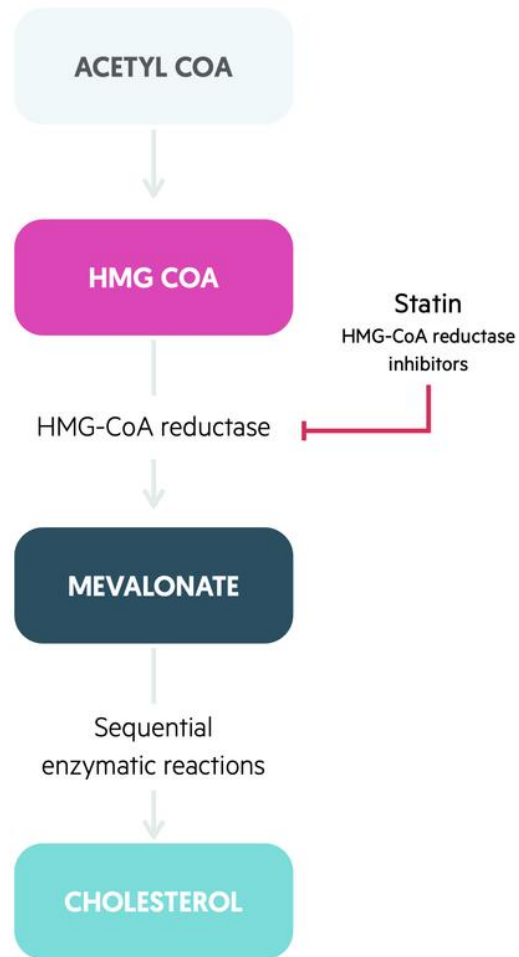 ACETYL COA
HMG COA
Statin
HMG-CoA reductase
inhibitors
HMG-CoA reductase
MEVALONATE
Sequential
enzymatic reactions
CHOLESTEROL